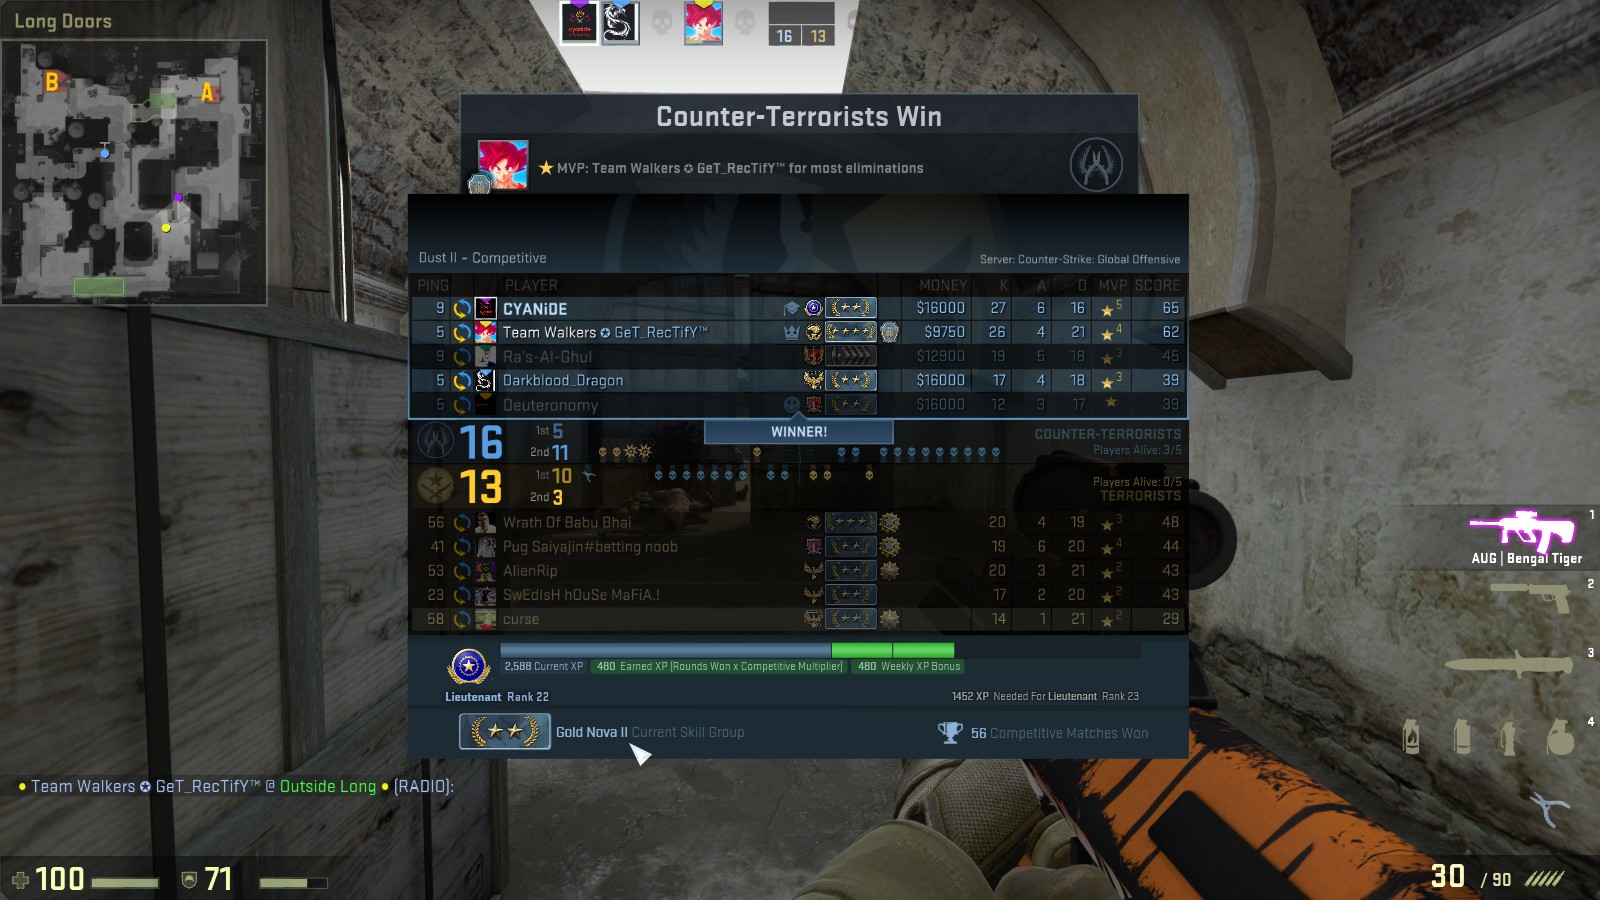 Long Doors
B
A
16 13
Counter-Terrorists Win
MVP: Team Walkers ✪ GeT_RecTifY™ for most eliminations
Dust II - Competitive
Server: Counter-Strike: Global Offensive
PING PLAYER MONEY K A D MVP SCORE
9 CYANiDE $16000 27 6 16 ★5 65
5 Team Walkers ✪ GeT_RecTifY™ $9750 26 4 21 ★4 62
9 Ra's-Al-Ghul $12900 19 5 18 ★3 45
5 Darkblood_Dragon $16000 17 4 18 ★3 39
5 Deuteronomy $16000 12 3 17 ★ 39
WINNER!
16 1st 5
2nd 11
COUNTER-TERRORISTS
Players Alive: 3/5
13 1st 10
2nd 3
Players Alive: 0/5
TERRORISTS
56 Wrath Of Babu Bhai 20 4 19 ★3 48
41 Pug Saiyajin#betting noob 19 6 20 ★4 44
53 AlienRip 20 3 21 ★2 43
23 SwEdIsH hOuSe MaFiA.! 17 2 20 ★2 43
58 curse 14 1 21 ★2 29
2,588 Current XP 480 Earned XP (Rounds Won x Competitive Multiplier) 480 Weekly XP Bonus
Lieutenant Rank 22
1452 XP Needed For Lieutenant Rank 23
Gold Nova II Current Skill Group
56 Competitive Matches Won
1
AUG | Bengal Tiger
2
3
4
• Team Walkers ✪ GeT_RecTifY™ @ Outside Long • (RADIO):
100 71
30 / 90